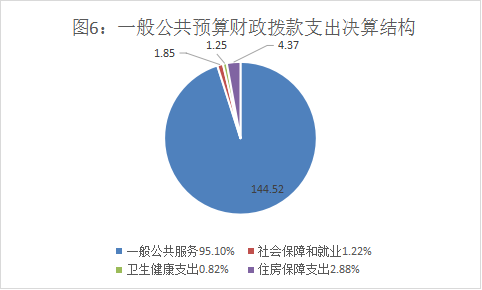 图6：一般公共预算财政拨款支出决算结构
1.85
1.25
4.37
144.52
一般公共服务95.10%
社会保障和就业1.22%
卫生健康支出0.82%
住房保障支出2.88%